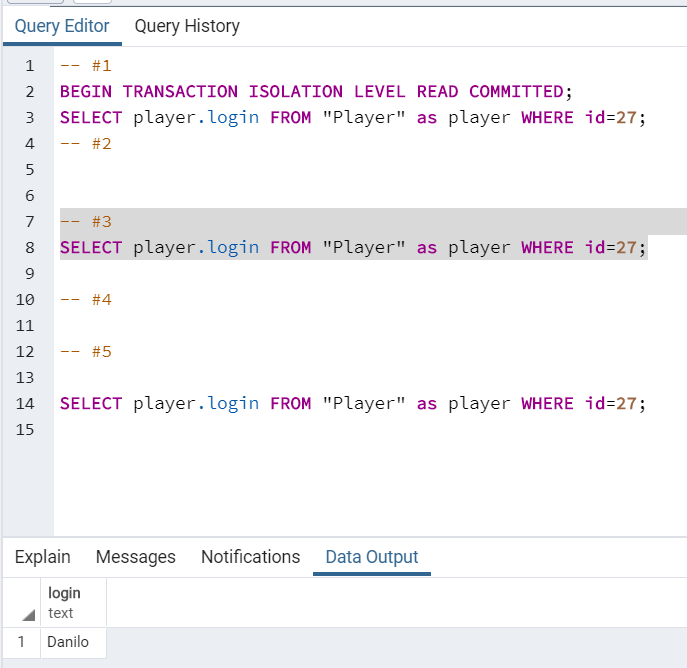 Query Editor Query History
1 -- #1
2 BEGIN TRANSACTION ISOLATION LEVEL READ COMMITTED;
3 SELECT player.login FROM "Player" as player WHERE id=27;
4 -- #2
5
6
7 -- #3
8 SELECT player.login FROM "Player" as player WHERE id=27;
9
10 -- #4
11
12 -- #5
13
14 SELECT player.login FROM "Player" as player WHERE id=27;
15
Explain Messages Notifications Data Output
login
text
1 Danilo